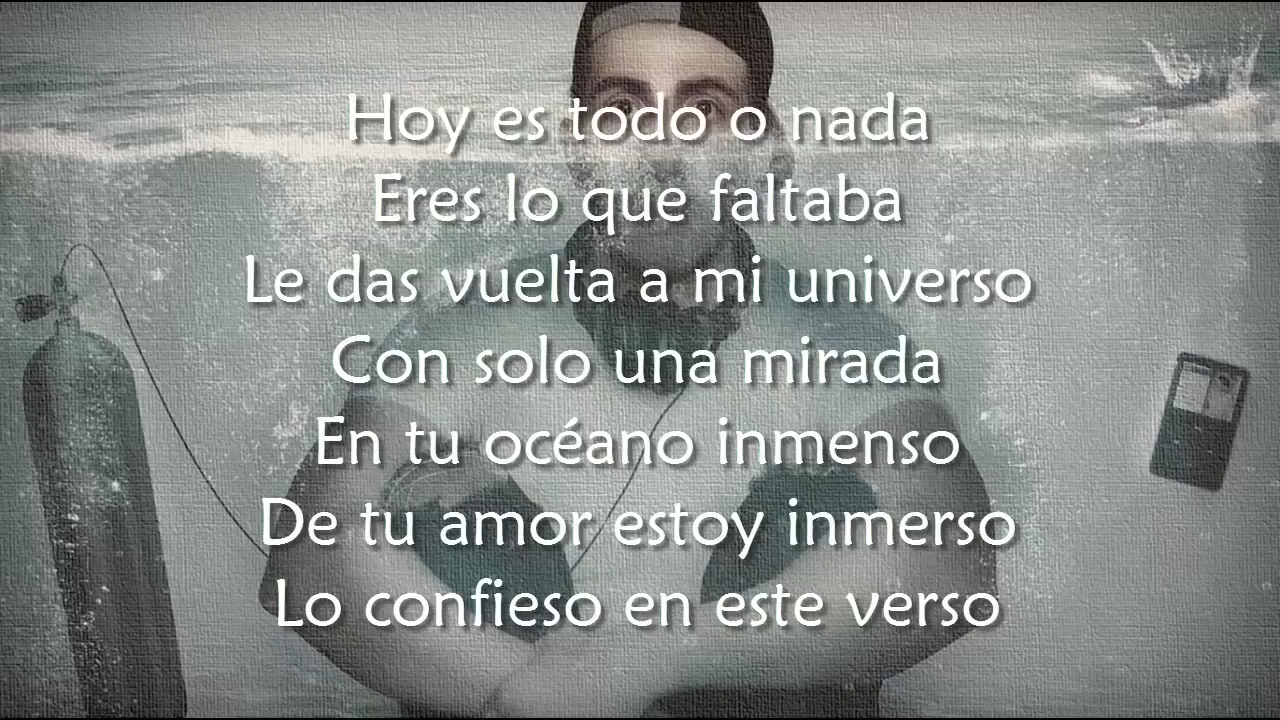 Hoy es todo o nada
Eres lo que faltaba
Le das vuelta a mi universo
Con solo una mirada
En tu océano inmenso
De tu amor estoy inmerso
Lo confieso en este verso